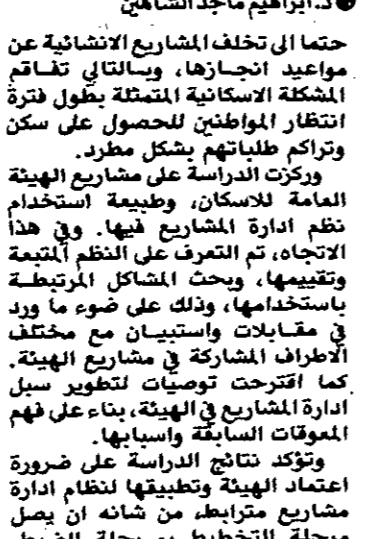 د. ابراهيم ماجد الشاهين
حتما الى تخلف المشاريع الانشائية عن
مواعيد انجازها، وبالتالي تفاقم
المشكلة الاسكانية المتمثلة بطول فترة
انتظار المواطنين للحصول على سكن
وتراكم طلباتهم بشكل مطرد.
وركزت الدراسة على مشاريع الهيئة
العامة للاسكان، وطبيعة استخدام
نظم ادارة المشاريع فيها. وفي هذا
الاتجاه، تم التعرف على النظم المتبعة
وتقييمها، وبحث المشاكل المرتبطة
باستخدامها، وذلك على ضوء ما ورد
في مقابلات واستبيان مع مختلف
الاطراف المشاركة في مشاريع الهيئة.
كما اقترحت توصيات لتطوير سبل
ادارة المشاريع في الهيئة، بناء على فهم
المعوقات السابقة واسبابها.
وتؤكد نتائج الدراسة على ضرورة
اعتماد الهيئة وتطبيقها لنظام ادارة
مشاريع مترابط، من شانه ان يصل
مرحلة التخطيط بمرحلة